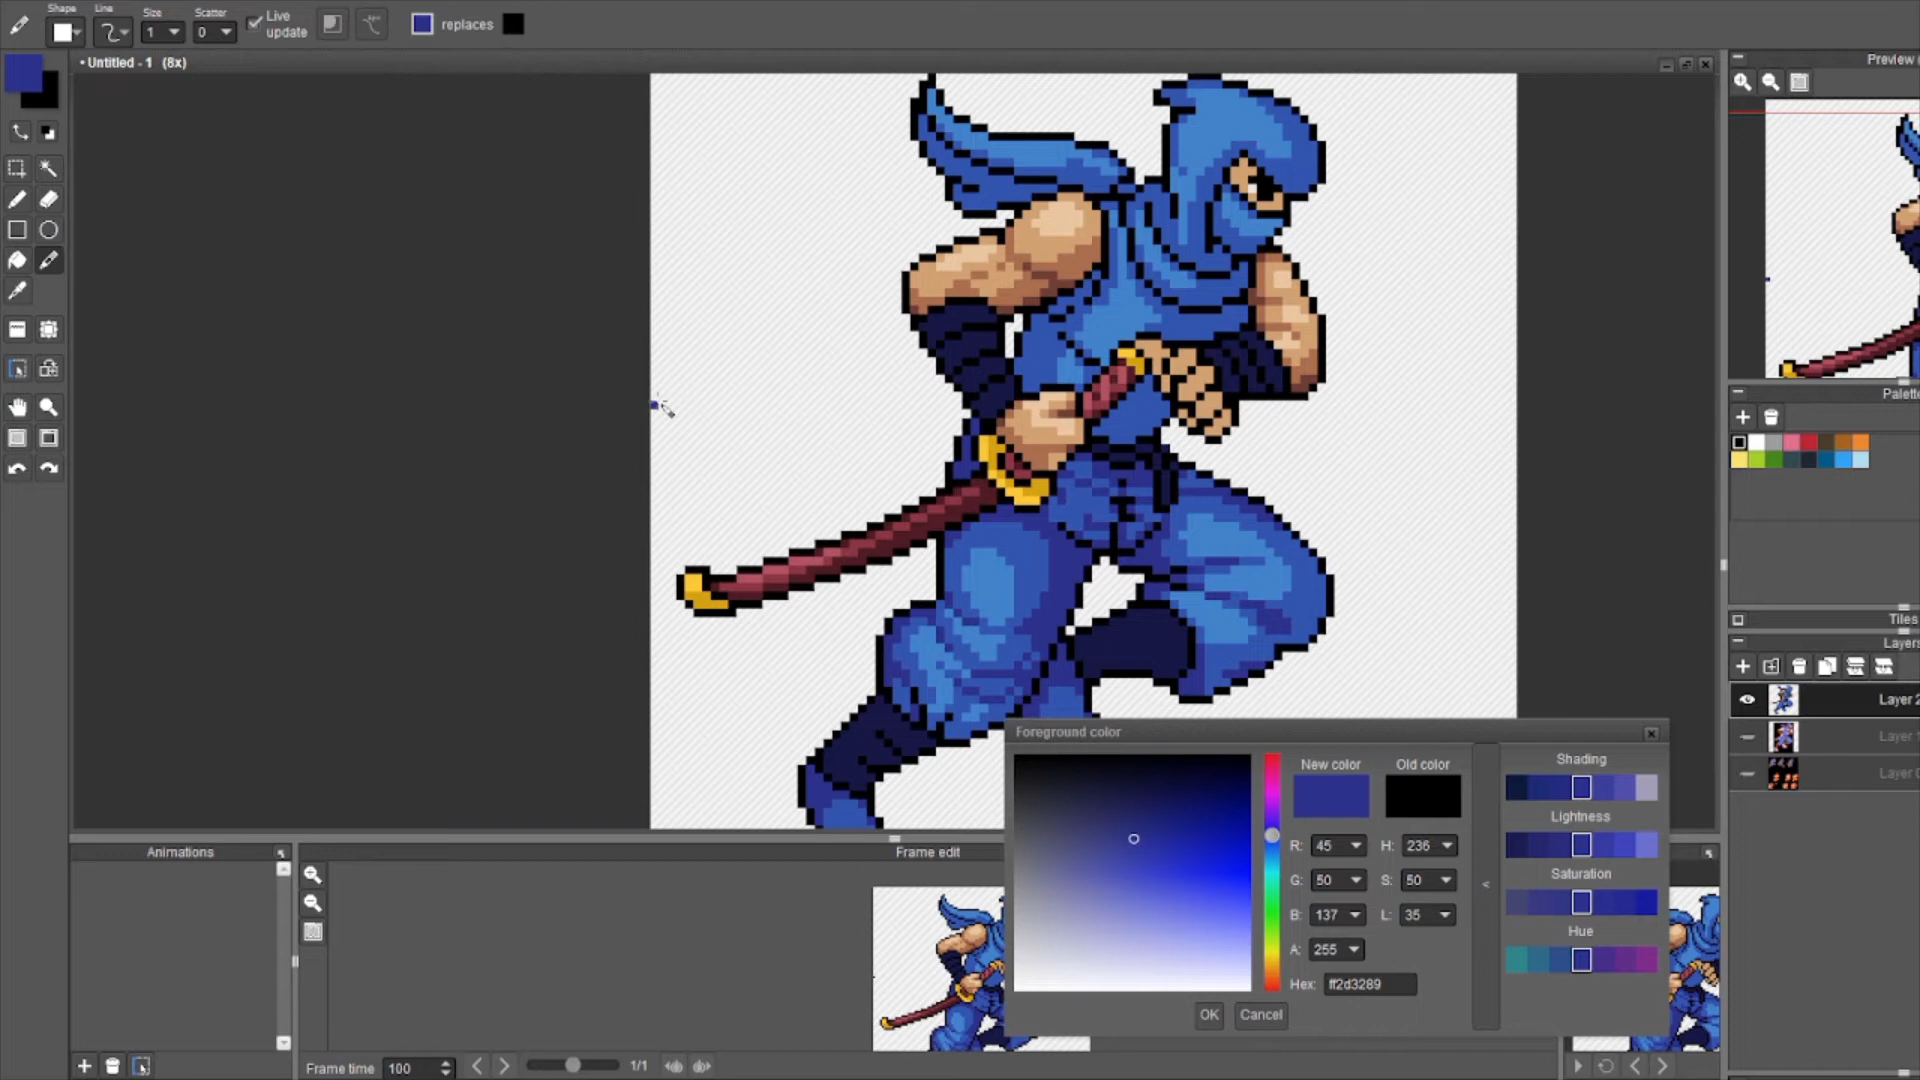 Shape
Line
Size
Scatter
1
0
Live
update
replaces
• Untitled - 1 (8x)
Preview
Palett
Tiles
Layers
Layer 2
Layer
Layer 0
Foreground color
New color
Old color
R: 45
H: 236
G: 50
S: 50
B: 137
L: 35
A: 255
Hex: ff2d3289
<
OK
Cancel
Shading
Lightness
Saturation
Hue
Animations
Frame edit
Frame time 100
1/1